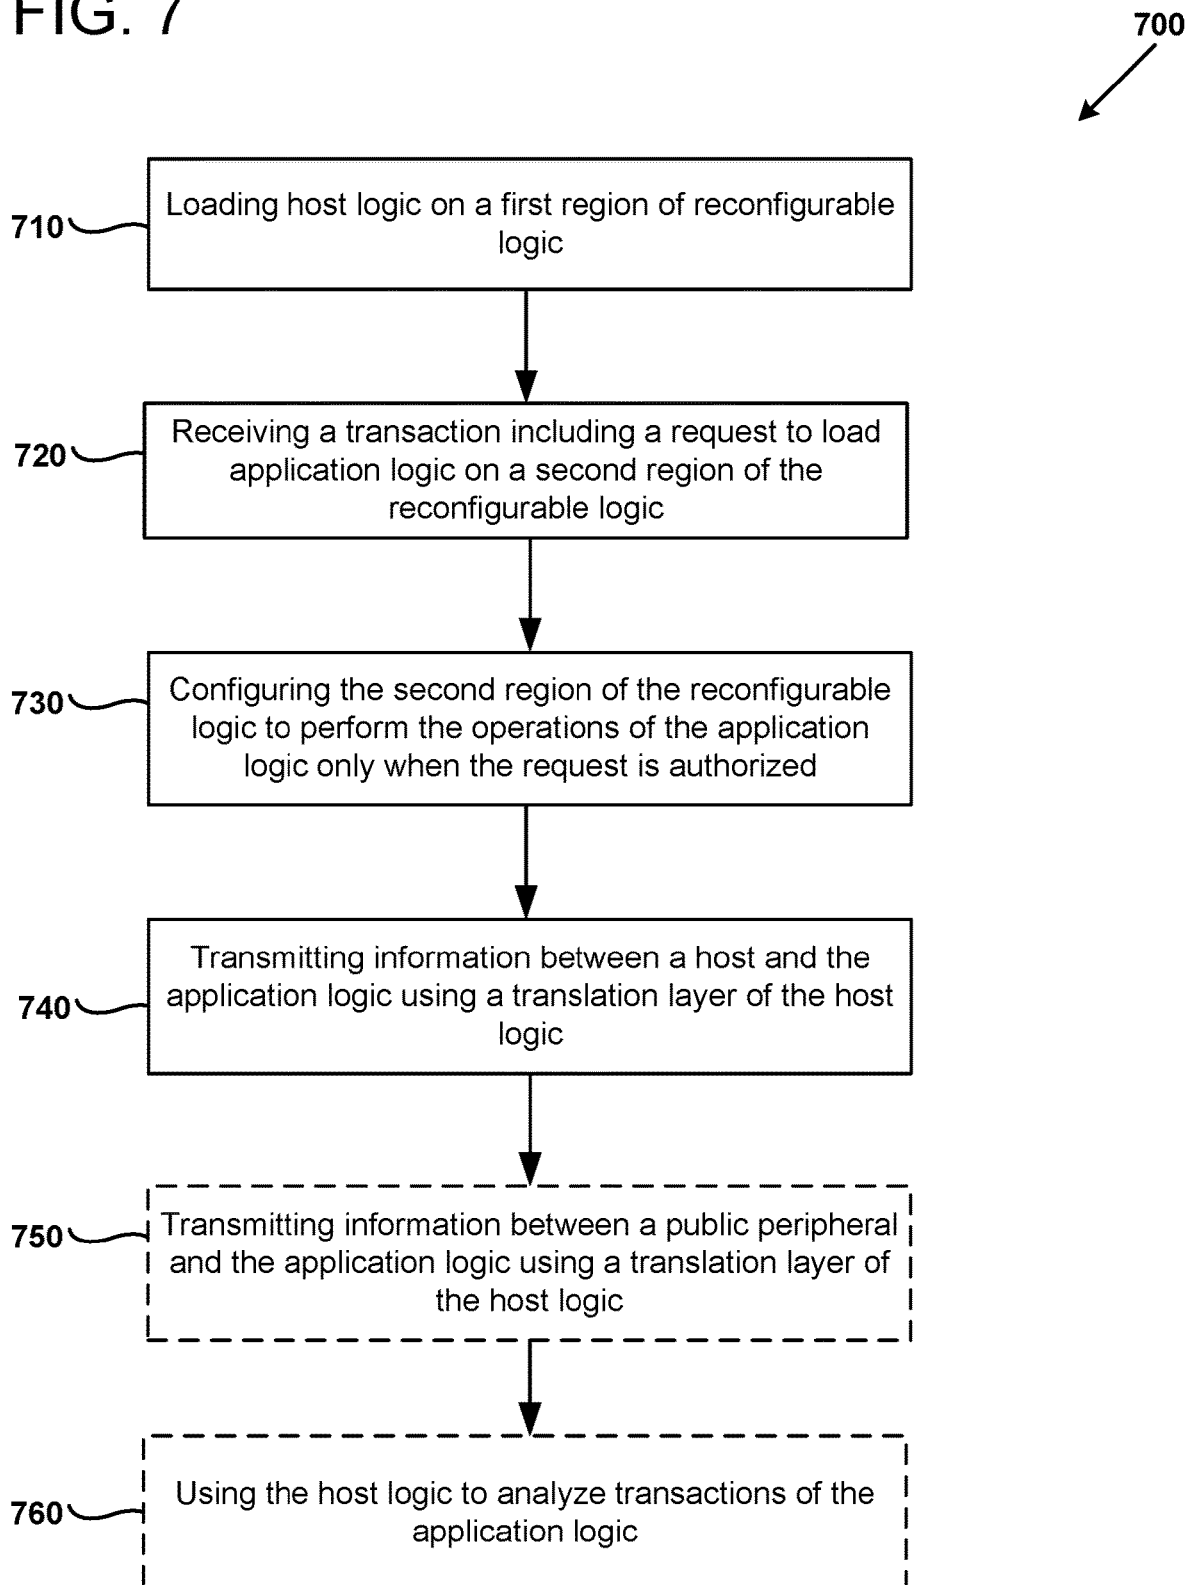 FIG. 7
700
710
Loading host logic on a first region of reconfigurable
logic
720
Receiving a transaction including a request to load
application logic on a second region of the
reconfigurable logic
730
Configuring the second region of the reconfigurable
logic to perform the operations of the application
logic only when the request is authorized
740
Transmitting information between a host and the
application logic using a translation layer of the host
logic
750
Transmitting information between a public peripheral
and the application logic using a translation layer of
the host logic
760
Using the host logic to analyze transactions of the
application logic